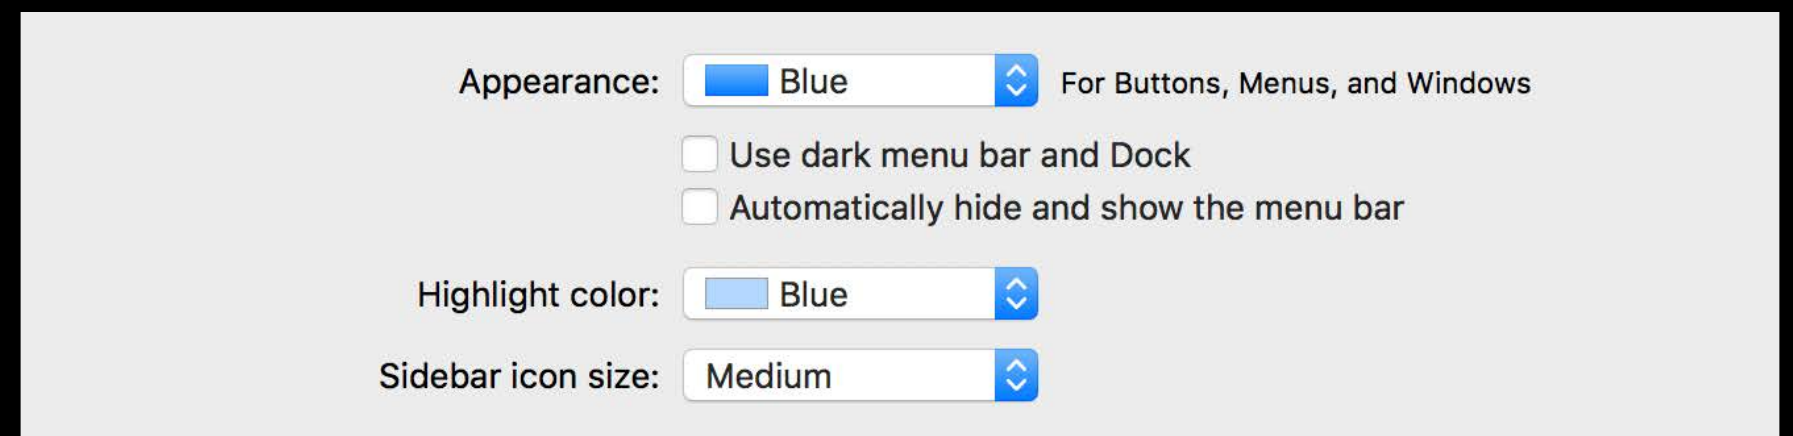 Appearance: Blue For Buttons, Menus, and Windows
Use dark menu bar and Dock
Automatically hide and show the menu bar
Highlight color: Blue
Sidebar icon size: Medium